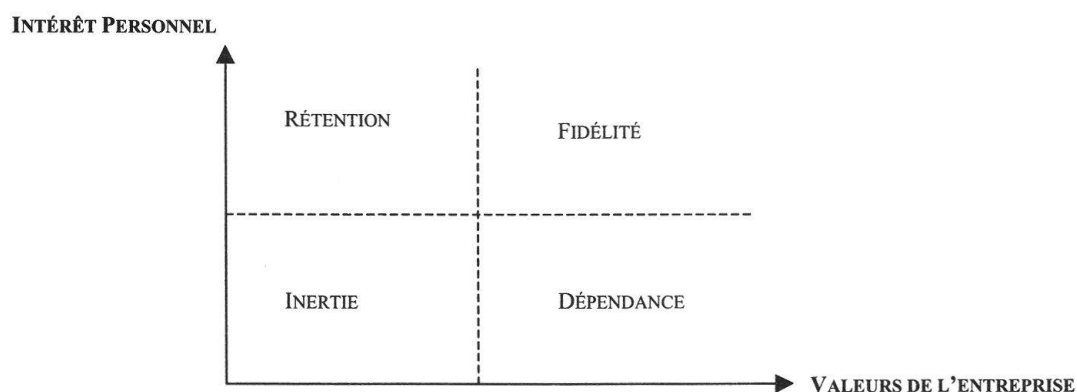 INTÉRÊT PERSONNEL
RÉTENTION
FIDÉLITÉ
INERTIE
DÉPENDANCE
VALEURS DE L'ENTREPRISE